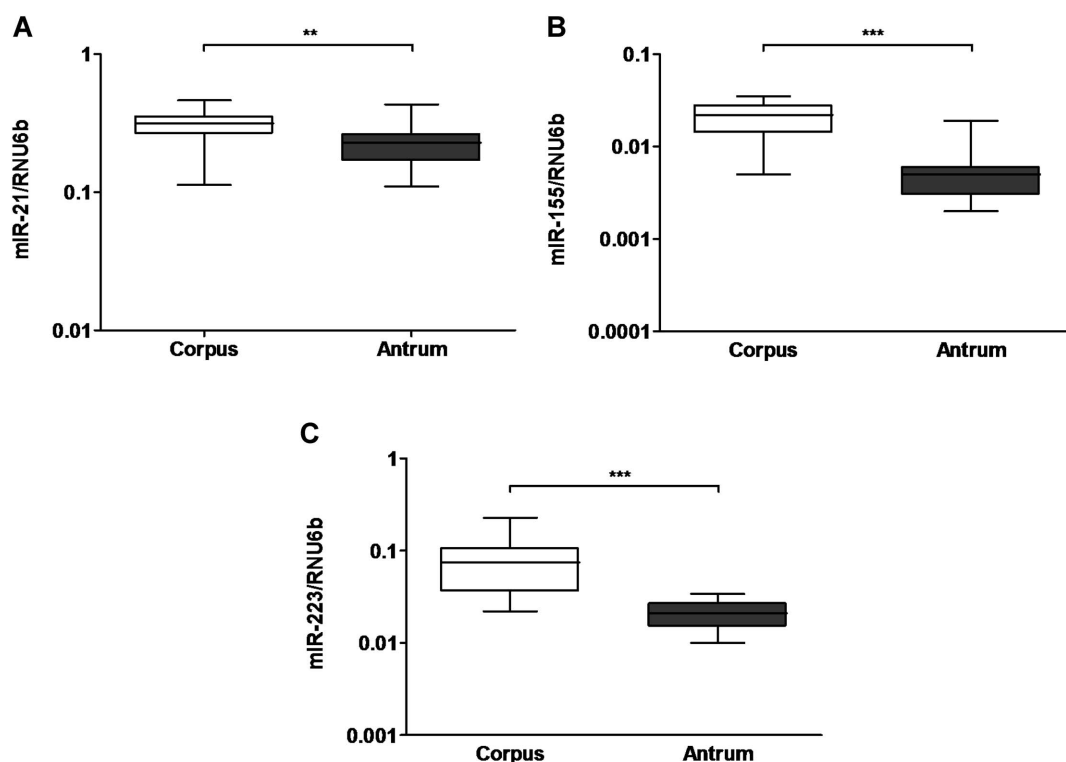 A
**
1
0.1
0.01
mIR-21/RNU6b
Corpus
Antrum
B
***
0.1
0.01
0.001
0.0001
mIR-155/RNU6b
Corpus
Antrum
C
***
1
0.1
0.01
0.001
mIR-223/RNU6b
Corpus
Antrum